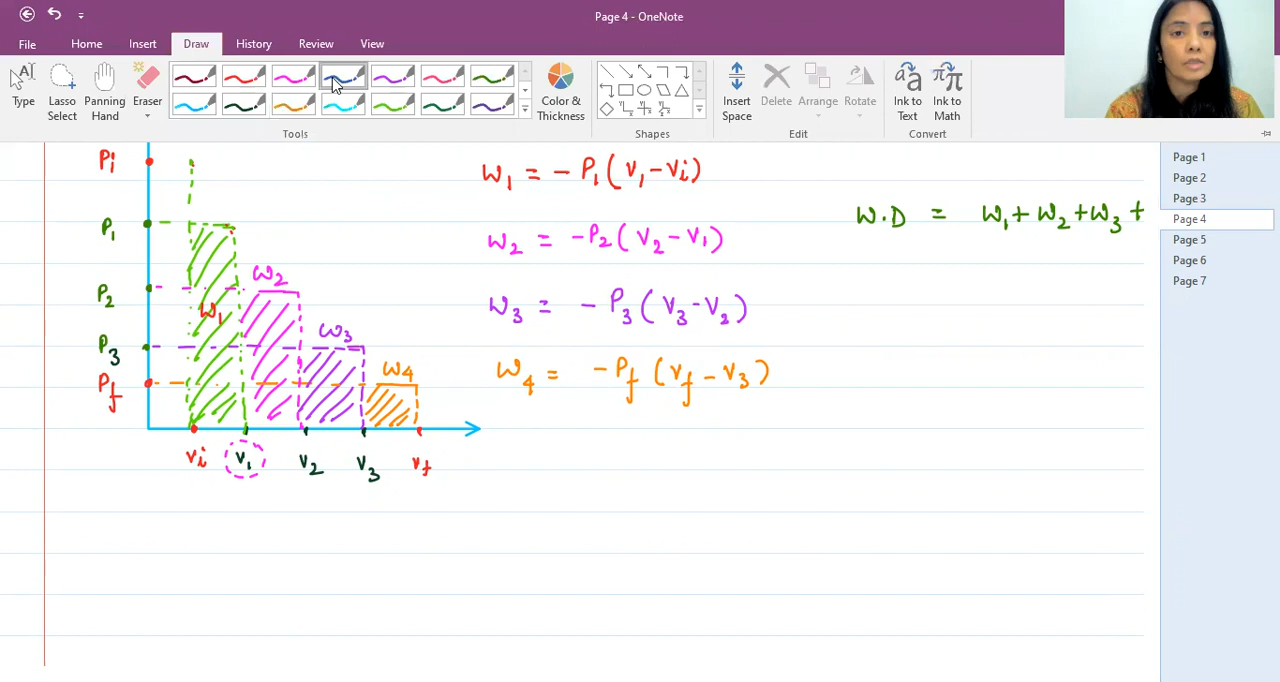 Page 4 - OneNote
File Home Insert Draw History Review View
Type
Lasso Select
Panning Hand
Eraser
Color & Thickness
Insert Space
Delete
Arrange
Rotate
Ink to Text
Ink to Math
Tools
Shapes
Edit
Convert
Page 1
Page 2
Page 3
Page 4
Page 5
Page 6
Page 7
Pi
P1
P2
P3
Pf
W1
W2
W3
W4
Vi V1 V2 V3 Vf
W1 = - P1 (V1 - Vi)
W2 = -P2 (V2 - V1)
W3 = - P3 (V3 - V2)
W4 = -Pf (Vf - V3)
W.D = W1 + W2 + W3 +